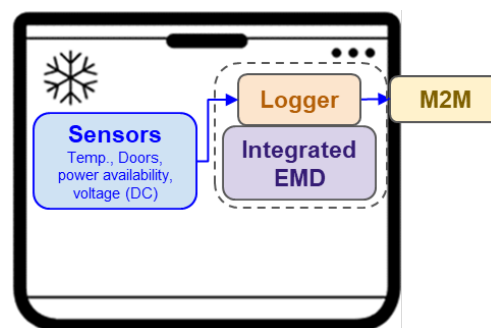 Sensors
Temp., Doors,
power availability,
voltage (DC)
Logger
Integrated
EMD
M2M